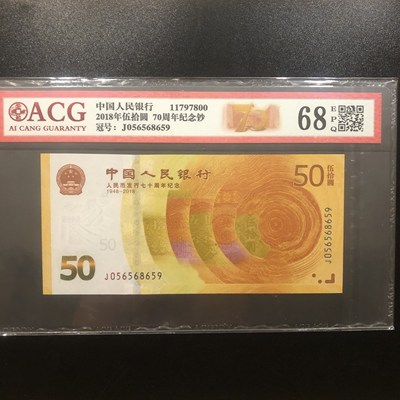 ACG
AI CANG GUARANTY
中国人民银行 11797800
2018年伍拾圆 70周年纪念钞
冠号: J056568659
70
68
EPQ
中国人民银行
人民币发行七十周年纪念
1948-2018
50
伍拾圆
J056568659
50
50
J056568659